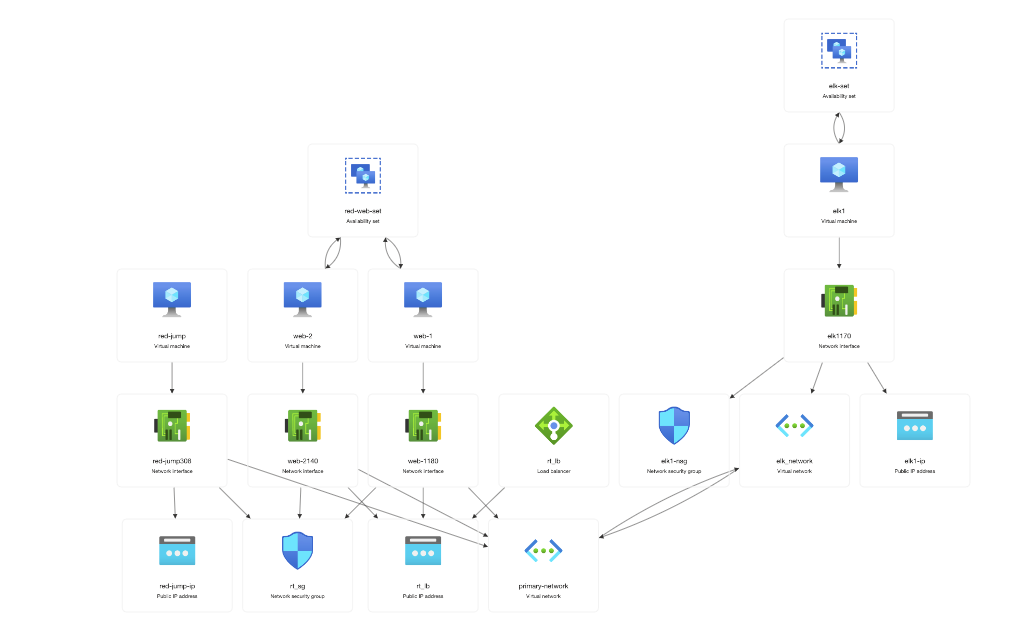 elk-set
Availability set
red-web-set
Availability set
elk1
Virtual machine
red-jump
Virtual machine
web-2
Virtual machine
web-1
Virtual machine
elk1170
Network interface
red-jump308
Network interface
web-2140
Network interface
web-1180
Network interface
rt_lb
Load balancer
elk1-nsg
Network security group
elk_network
Virtual network
elk1-ip
Public IP address
red-jump-ip
Public IP address
rt_sg
Network security group
rt_lb
Public IP address
primary-network
Virtual network